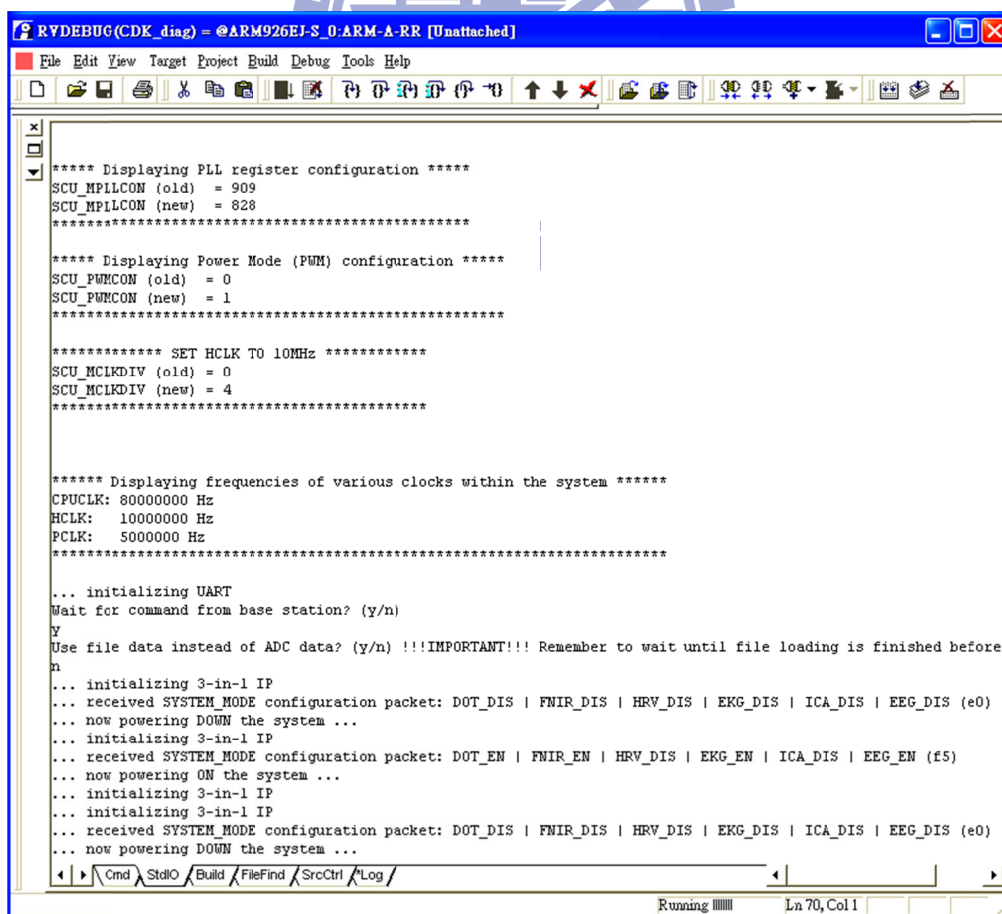 RVDEBUG(CDK_diag) = @ARM926EJ-S_0:ARM-A-RR [Unattached]
File Edit View Target Project Build Debug Tools Help
***** Displaying PLL register configuration *****
SCU_MPLLCON (old)  = 909
SCU_MPLLCON (new)  = 828
*************************************************
***** Displaying Power Mode (PWM) configuration *****
SCU_PWMCON (old)  = 0
SCU_PWMCON (new)  = 1
*****************************************************
************* SET HCLK TO 10MHz ************
SCU_MCLKDIV (old) = 0
SCU_MCLKDIV (new) = 4
********************************************
****** Displaying frequencies of various clocks within the system ******
CPUCLK: 80000000 Hz
HCLK:   10000000 Hz
PCLK:   5000000 Hz
************************************************************************
... initializing UART
Wait for command from base station? (y/n)
y
Use file data instead of ADC data? (y/n) !!!IMPORTANT!!! Remember to wait until file loading is finished before
n
... initializing 3-in-1 IP
... received SYSTEM_MODE configuration packet: DOT_DIS | FNIR_DIS | HRV_DIS | EKG_DIS | ICA_DIS | EEG_DIS (e0)
... now powering DOWN the system ...
... initializing 3-in-1 IP
... received SYSTEM_MODE configuration packet: DOT_EN | FNIR_EN | HRV_DIS | EKG_EN | ICA_DIS | EEG_EN (f5)
... now powering ON the system ...
... initializing 3-in-1 IP
... initializing 3-in-1 IP
... received SYSTEM_MODE configuration packet: DOT_DIS | FNIR_DIS | HRV_DIS | EKG_DIS | ICA_DIS | EEG_DIS (e0)
... now powering DOWN the system ...
Cmd StdIO Build FileFind SrcCtrl *Log
Running Ln 70, Col 1